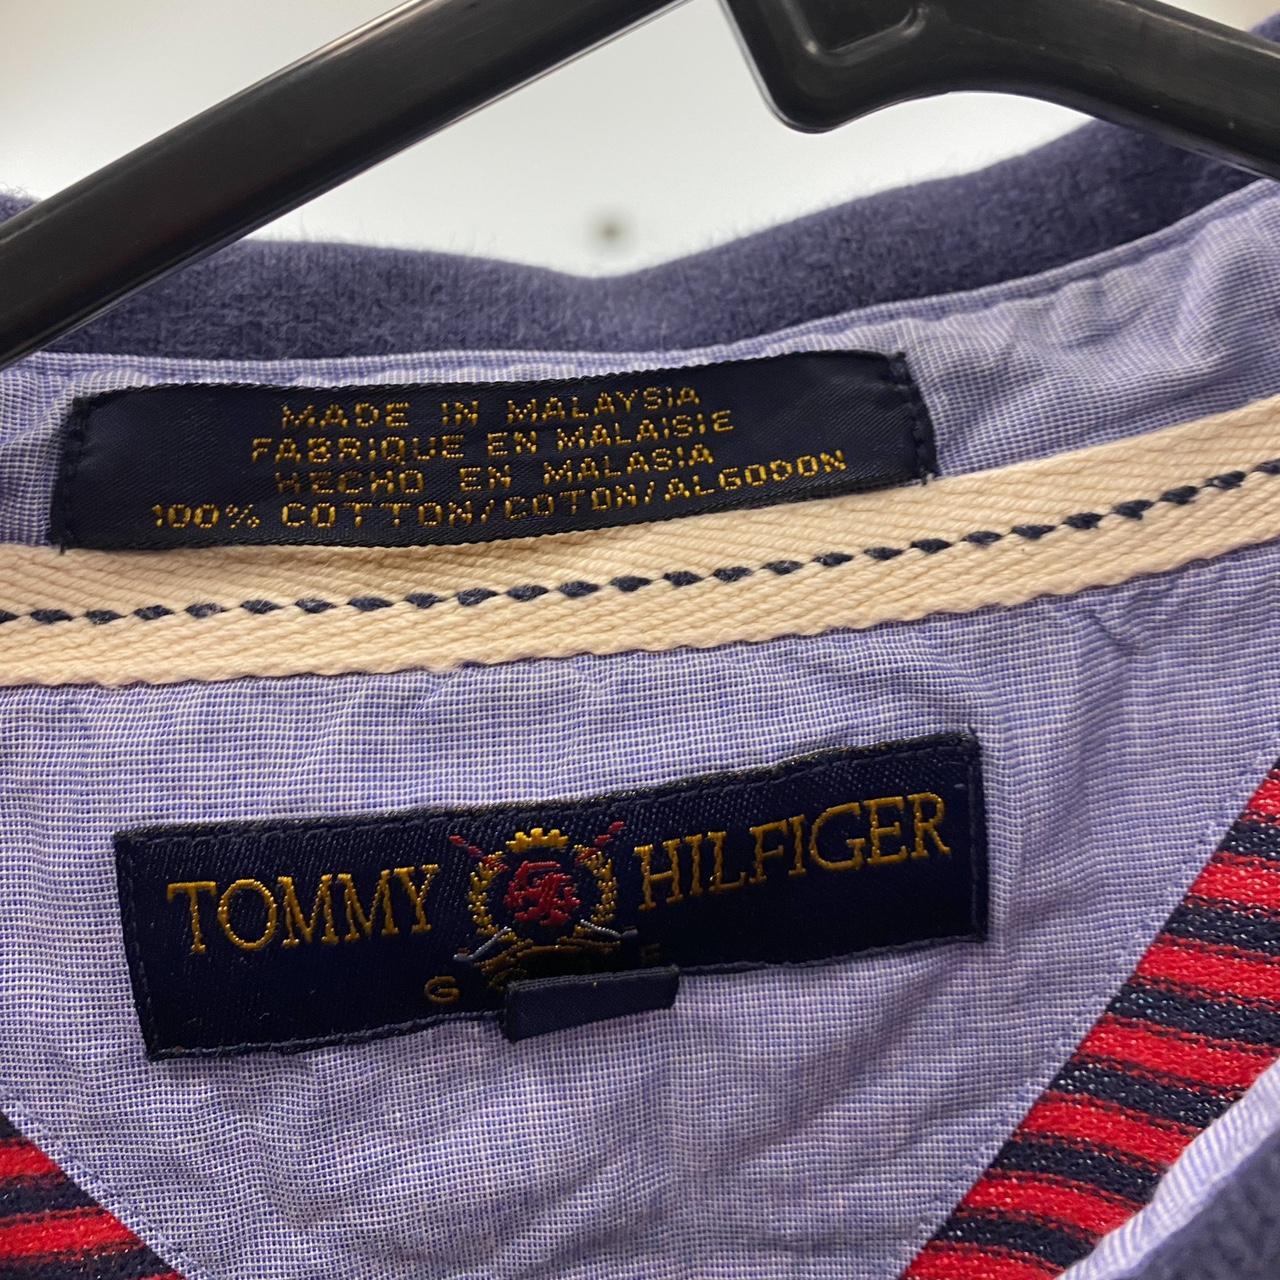 MADE IN MALAYSIA
FABRIQUE EN MALAISIE
HECHO EN MALASIA
100% COTTON/COTON/ALGODON
TOMMY HILFIGER